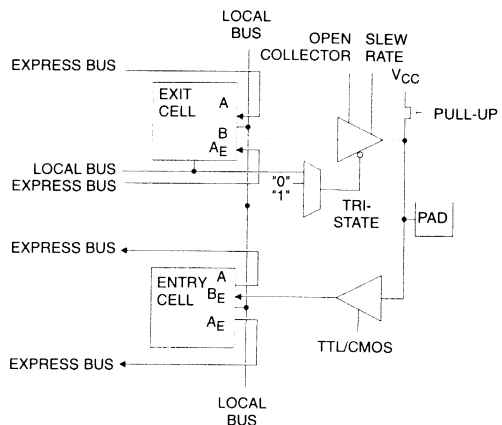 LOCAL
BUS
OPEN
COLLECTOR
SLEW
RATE
VCC
EXPRESS BUS
EXIT
CELL
A
B
AE
PULL-UP
LOCAL BUS
EXPRESS BUS
"0"
"1"
TRI-
STATE
PAD
EXPRESS BUS
ENTRY
CELL
A
BE
AE
TTL/CMOS
EXPRESS BUS
LOCAL
BUS